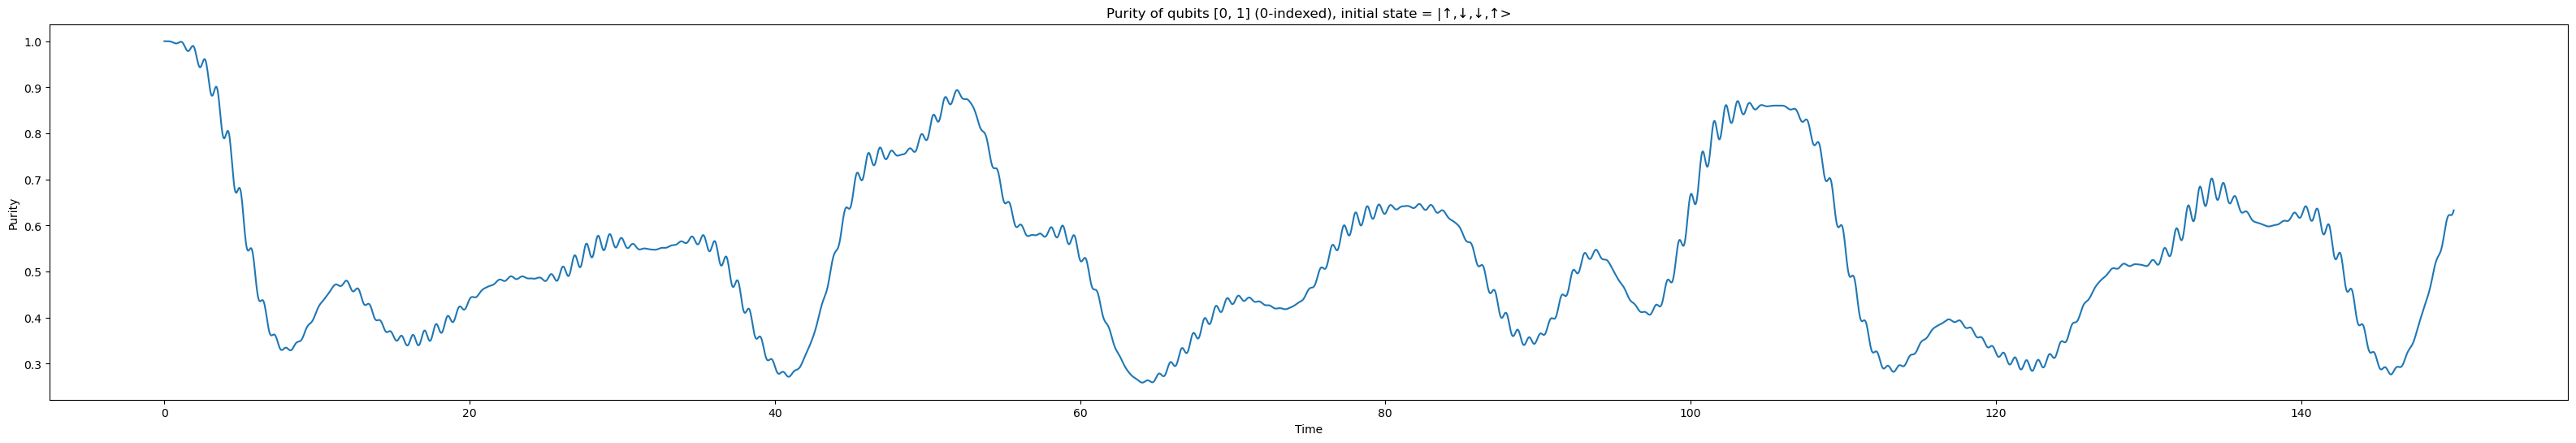 Purity of qubits [0, 1] (0-indexed), initial state = |↑,↓,↓,↑>
Purity
1.0
0.9
0.8
0.7
0.6
0.5
0.4
0.3
0 20 40 60 80 100 120 140
Time